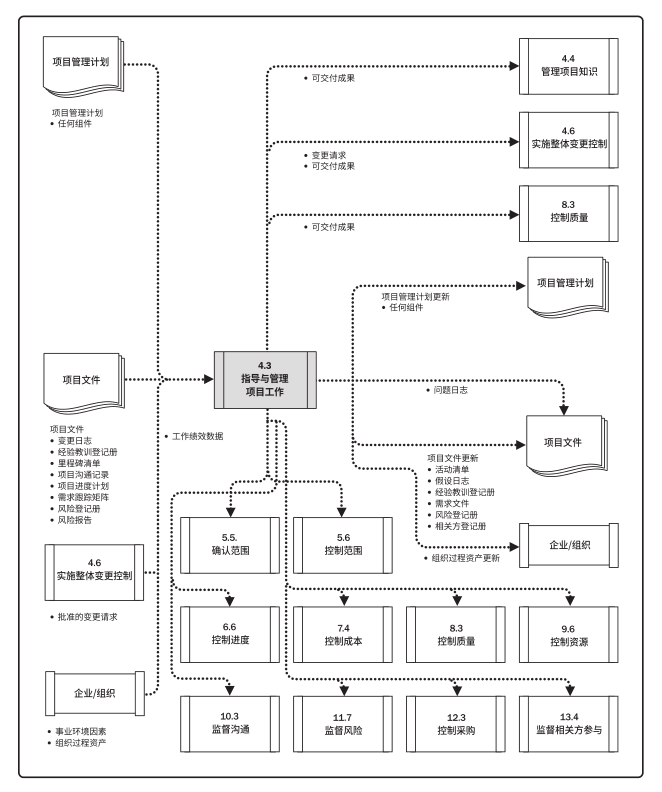 项目管理计划
项目管理计划
• 任何组件
4.4
管理项目知识
• 可交付成果
4.6
实施整体变更控制
• 变更请求
• 可交付成果
8.3
控制质量
• 可交付成果
项目管理计划
项目管理计划更新
• 任何组件
4.3
指导与管理
项目工作
项目文件
• 问题日志
项目文件
• 变更日志
• 经验教训登记册
• 里程碑清单
• 项目沟通记录
• 项目进度计划
• 需求跟踪矩阵
• 风险登记册
• 风险报告
• 工作绩效数据
项目文件
项目文件更新
• 活动清单
• 假设日志
• 经验教训登记册
• 需求文件
• 风险登记册
• 相关方登记册
5.5.
确认范围
5.6
控制范围
企业/组织
• 组织过程资产更新
4.6
实施整体变更控制
• 批准的变更请求
6.6
控制进度
7.4
控制成本
8.3
控制质量
9.6
控制资源
企业/组织
• 事业环境因素
• 组织过程资产
10.3
监督沟通
11.7
监督风险
12.3
控制采购
13.4
监督相关方参与